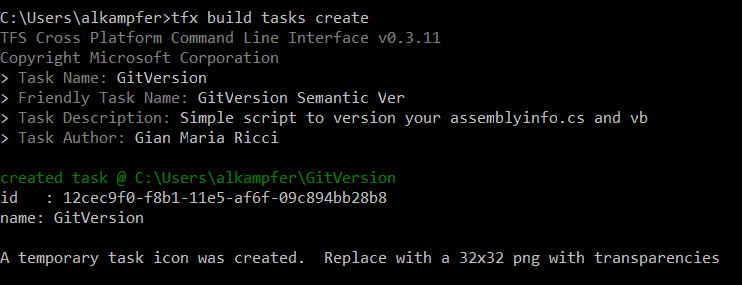 C:\Users\alkampfer>tfx build tasks create
TFS Cross Platform Command Line Interface v0.3.11
Copyright Microsoft Corporation
> Task Name: GitVersion
> Friendly Task Name: GitVersion Semantic Ver
> Task Description: Simple script to version your assemblyinfo.cs and vb
> Task Author: Gian Maria Ricci
created task @ C:\Users\alkampfer\GitVersion
id   : 12cec9f0-f8b1-11e5-af6f-09c894bb28b8
name: GitVersion
A temporary task icon was created.  Replace with a 32x32 png with transparencies